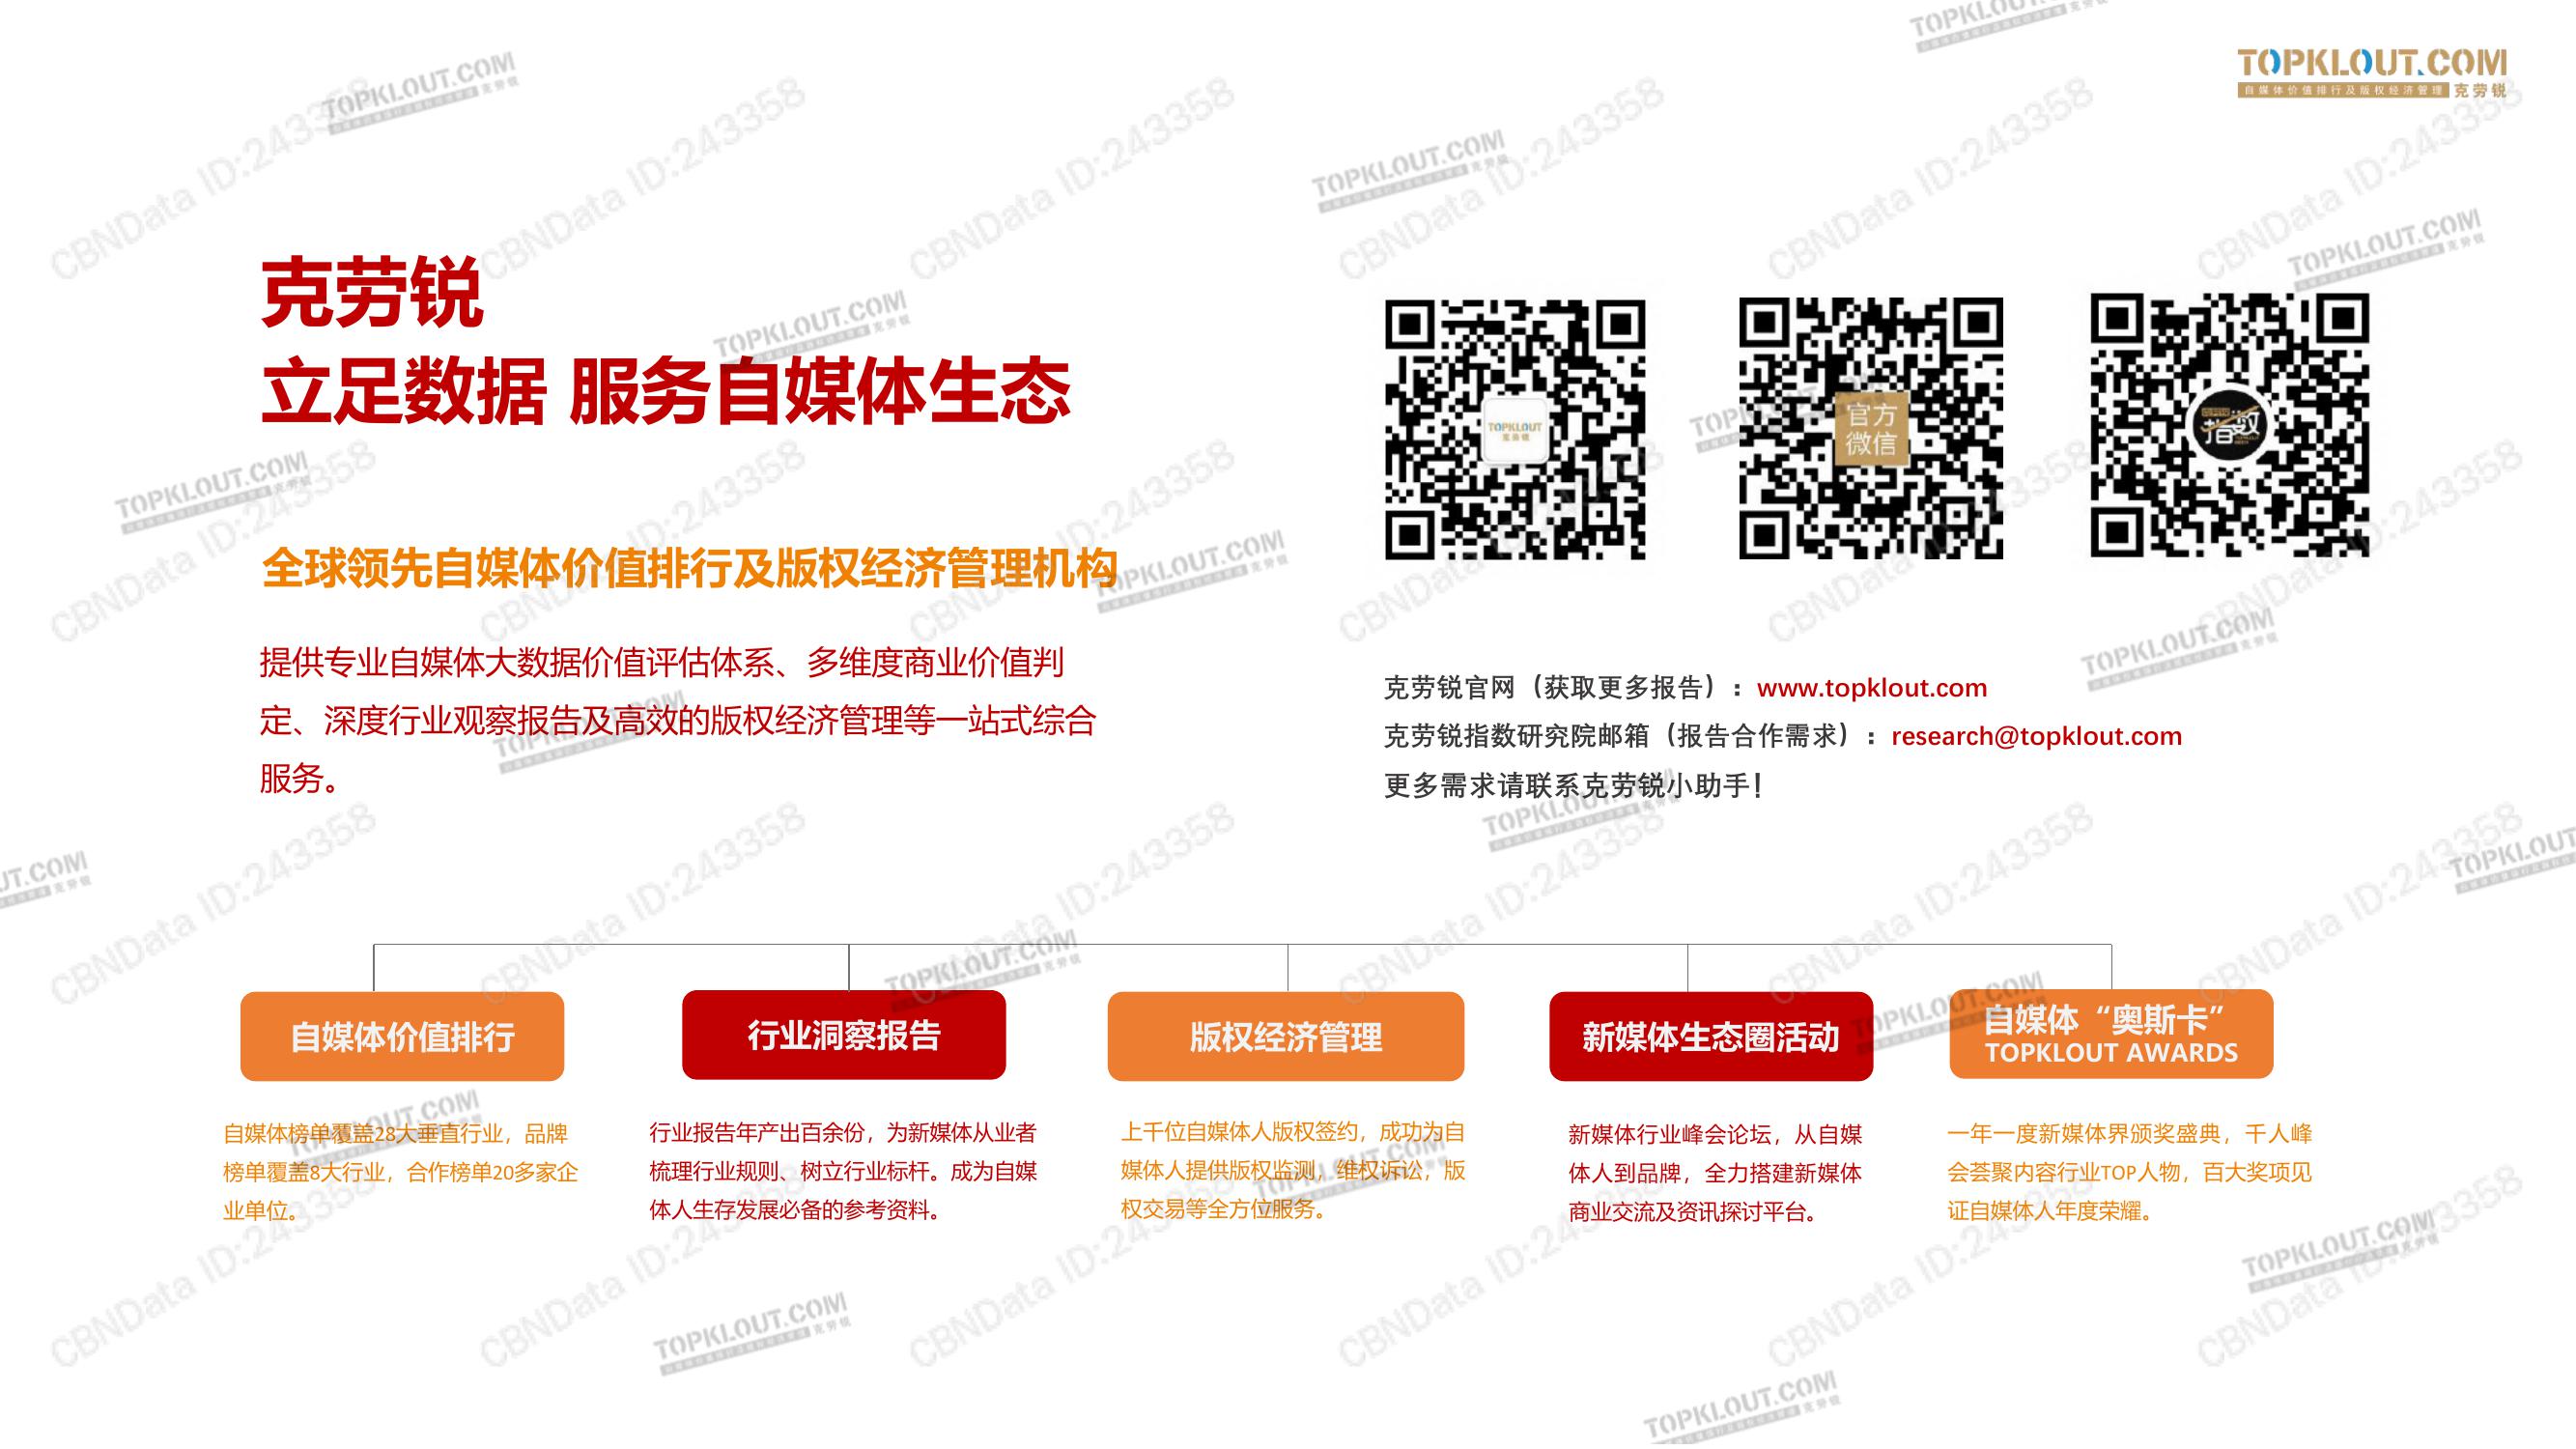 TOPKLOUT.COM
自媒体价值排行及版权经济管理 克劳锐
克劳锐
立足数据 服务自媒体生态
全球领先自媒体价值排行及版权经济管理机构
提供专业自媒体大数据价值评估体系、多维度商业价值判
定、深度行业观察报告及高效的版权经济管理等一站式综合
服务。
TOPKLOUT
克劳锐
官方
微信
指数
克劳锐官网（获取更多报告）：www.topklout.com
克劳锐指数研究院邮箱（报告合作需求）：research@topklout.com
更多需求请联系克劳锐小助手！
自媒体价值排行
行业洞察报告
版权经济管理
新媒体生态圈活动
自媒体“奥斯卡”
TOPKLOUT AWARDS
自媒体榜单覆盖28大垂直行业，品牌
榜单覆盖8大行业，合作榜单20多家企
业单位。
行业报告年产出百余份，为新媒体从业者
梳理行业规则、树立行业标杆。成为自媒
体人生存发展必备的参考资料。
上千位自媒体人版权签约，成功为自
媒体人提供版权监测，维权诉讼，版
权交易等全方位服务。
新媒体行业峰会论坛，从自媒
体人到品牌，全力搭建新媒体
商业交流及资讯探讨平台。
一年一度新媒体界颁奖盛典，千人峰
会荟聚内容行业TOP人物，百大奖项见
证自媒体人年度荣耀。
CBNData ID:243358